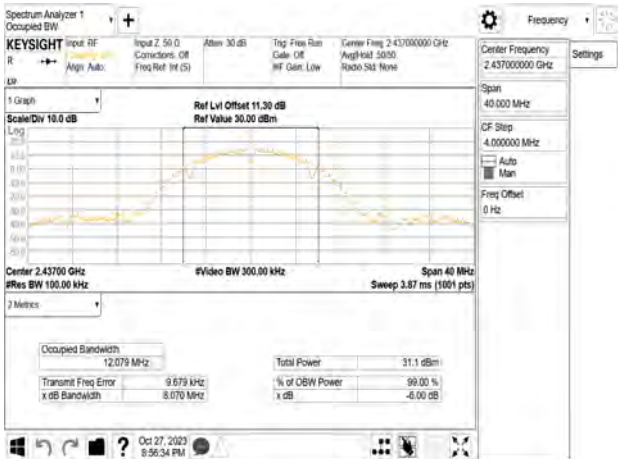 Spectrum Analyzer 1
Occupied BW
+
Frequency
KEYSIGHT
R
Input: RF
Align: Auto
Input Z: 50 Ω
Corrections: Off
Freq Ref: Int (S)
Atten: 30 dB
Trig: Free Run
Gate: Off
#IF Gain: Low
Center Freq: 2.437000000 GHz
Avg|Hold: 50/50
Radio Std: None
Center Frequency
2.437000000 GHz
Settings
Span
40.000 MHz
CF Step
4.000000 MHz
Auto
Man
Freq Offset
0 Hz
1 Graph
Scale/Div 10.0 dB
Ref Lvl Offset 11.30 dB
Ref Value 30.00 dBm
Log
20.0
10.0
0.00
Center 2.43700 GHz
#Res BW 100.00 kHz
#Video BW 300.00 kHz
Span 40 MHz
Sweep 3.87 ms (1001 pts)
2 Metrics
Occupied Bandwidth
12.079 MHz
Total Power 31.1 dBm
Transmit Freq Error 9.679 kHz
% of OBW Power 99.00 %
x dB Bandwidth 8.070 MHz
x dB -6.00 dB
?
Oct 27, 2023
8:56:34 PM